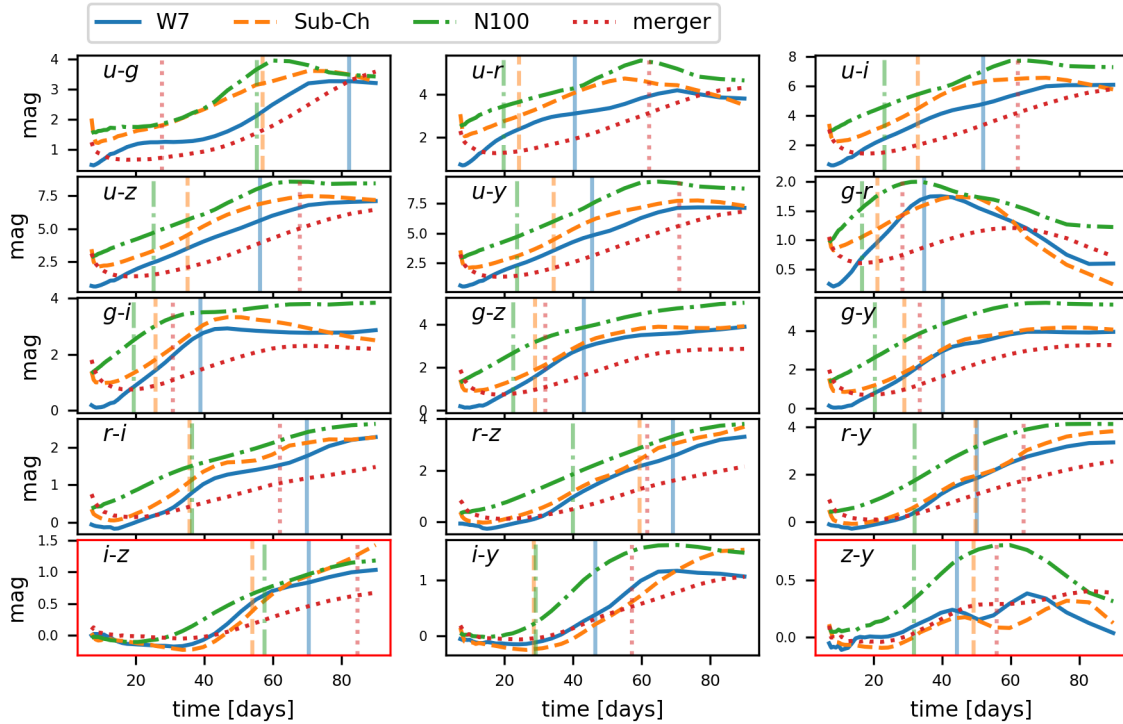 W7 Sub-Ch N100 merger
u-g u-r u-i
4 3 2 1 mag
4 2
8 6 4 2
u-z u-y g-r
7.5 5.0 2.5 mag
7.5 5.0 2.5
2.0 1.5 1.0 0.5
g-i g-z g-y
4 2 0 mag
4 2 0
4 2 0
r-i r-z r-y
2 1 0 mag
4 2 0
4 2 0
i-z i-y z-y
1.5 1.0 0.5 0.0 mag
1 0
0.5 0.0
20 40 60 80 20 40 60 80 20 40 60 80
time [days] time [days] time [days]